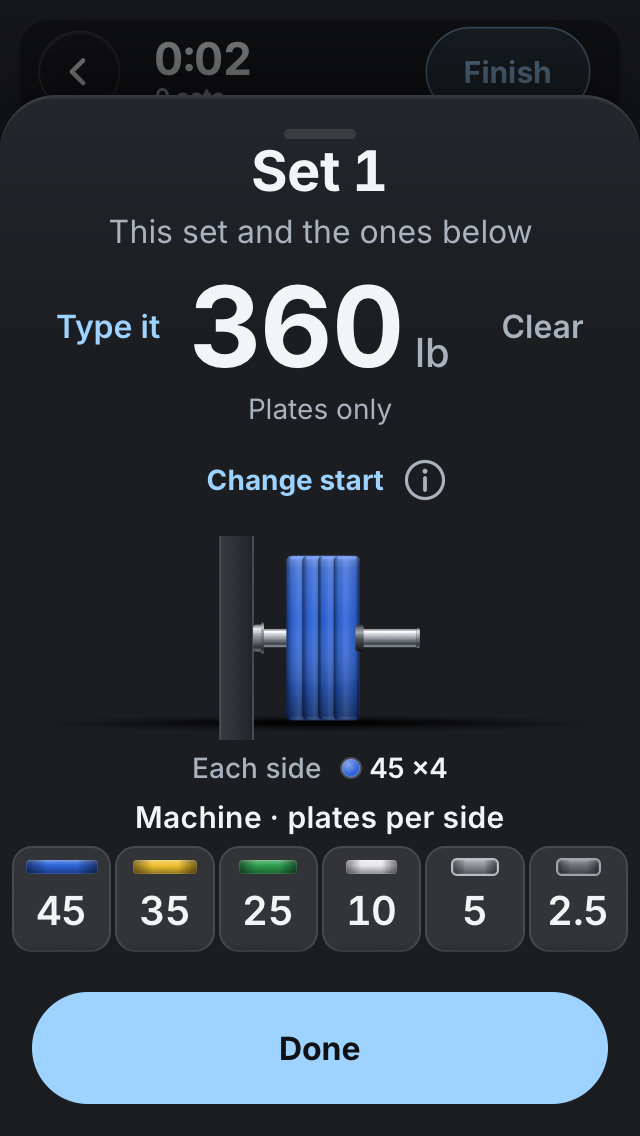 0:02
Finish
Set 1
This set and the ones below
Type it 360 lb Clear
Plates only
Change start
Each side 45 ×4
Machine · plates per side
45 35 25 10 5 2.5
Done